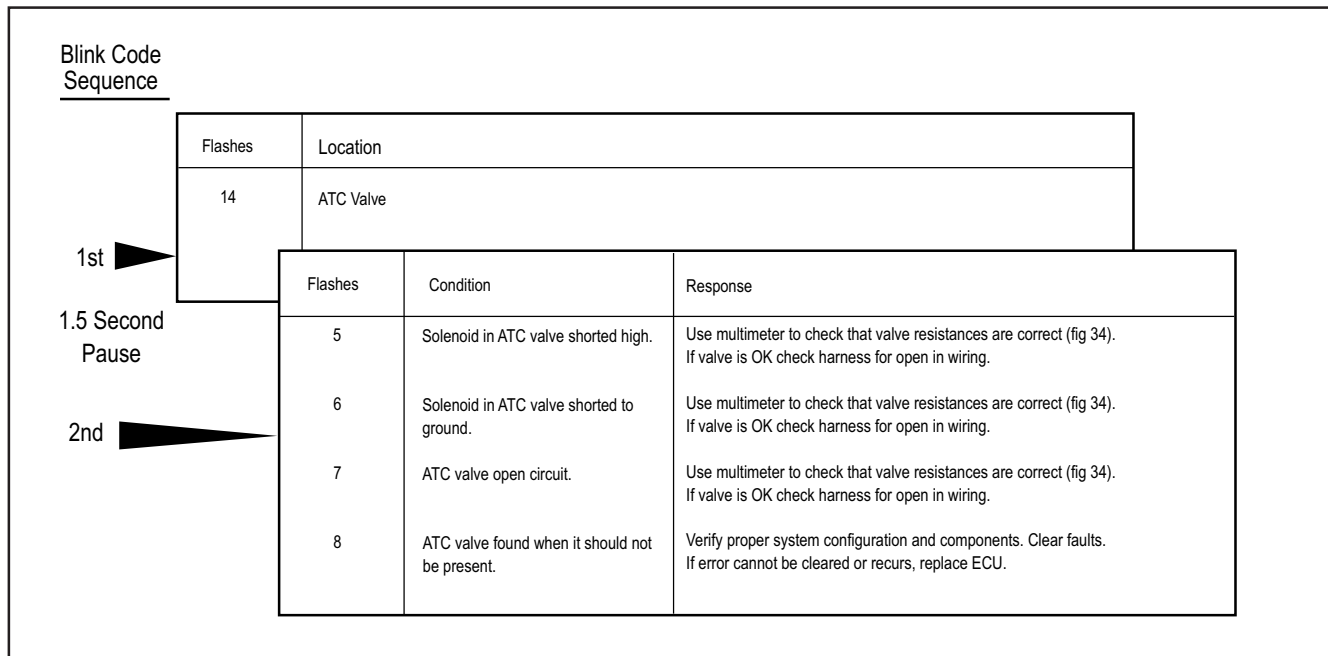 Blink Code
Sequence
Flashes Location
14 ATC Valve
1st
1.5 Second
Pause
2nd
Flashes Condition Response
5 Solenoid in ATC valve shorted high. Use multimeter to check that valve resistances are correct (fig 34).
If valve is OK check harness for open in wiring.
6 Solenoid in ATC valve shorted to Use multimeter to check that valve resistances are correct (fig 34).
ground. If valve is OK check harness for open in wiring.
7 ATC valve open circuit. Use multimeter to check that valve resistances are correct (fig 34).
If valve is OK check harness for open in wiring.
8 ATC valve found when it should not Verify proper system configuration and components. Clear faults.
be present. If error cannot be cleared or recurs, replace ECU.